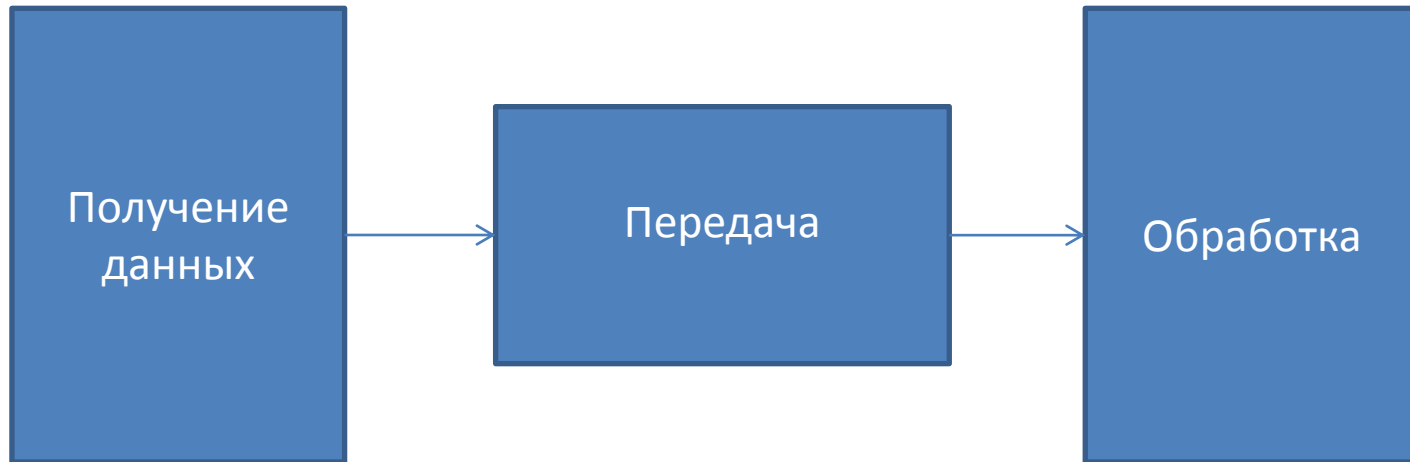 Получение
данных
Передача
Обработка